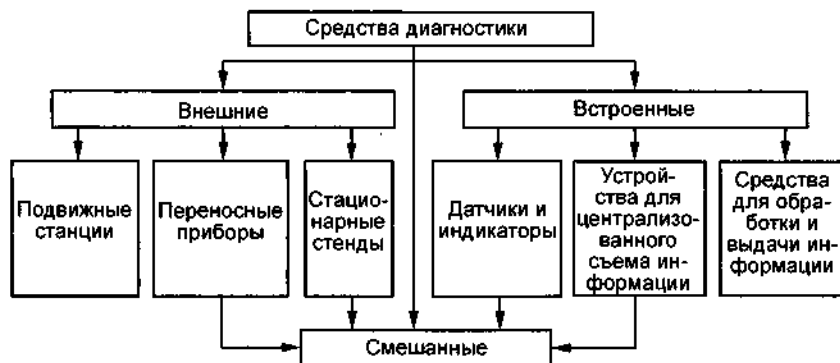 Средства диагностики
Внешние
Встроенные
Подвижные
станции
Переносные
приборы
Стацио-
нарные
стенды
Датчики и
индикаторы
Устрой-
ства для
централизо-
ванного
съема ин-
формации
Средства
для обра-
ботки и
выдачи ин-
формации
Смешанные